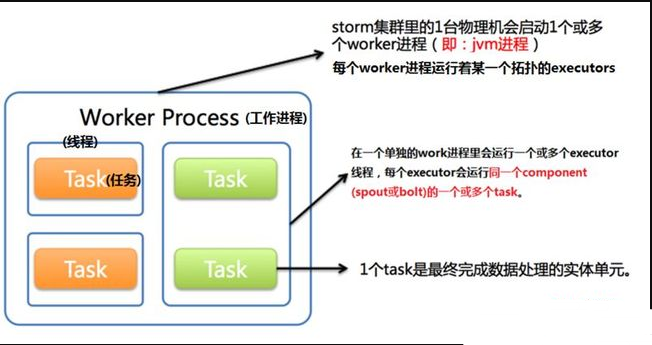 storm集群里的1台物理机会启动1个或多
个worker进程（即：jvm进程）
每个worker进程运行着某一个拓扑的executors
Worker Process (工作进程)
(线程)
Task(任务)
Task
Task
Task
在一个单独的work进程里会运行一个或多个executor
线程，每个executor会运行同一个component
(spout或bolt)的一个或多个task。
1个task是最终完成数据处理的实体单元。